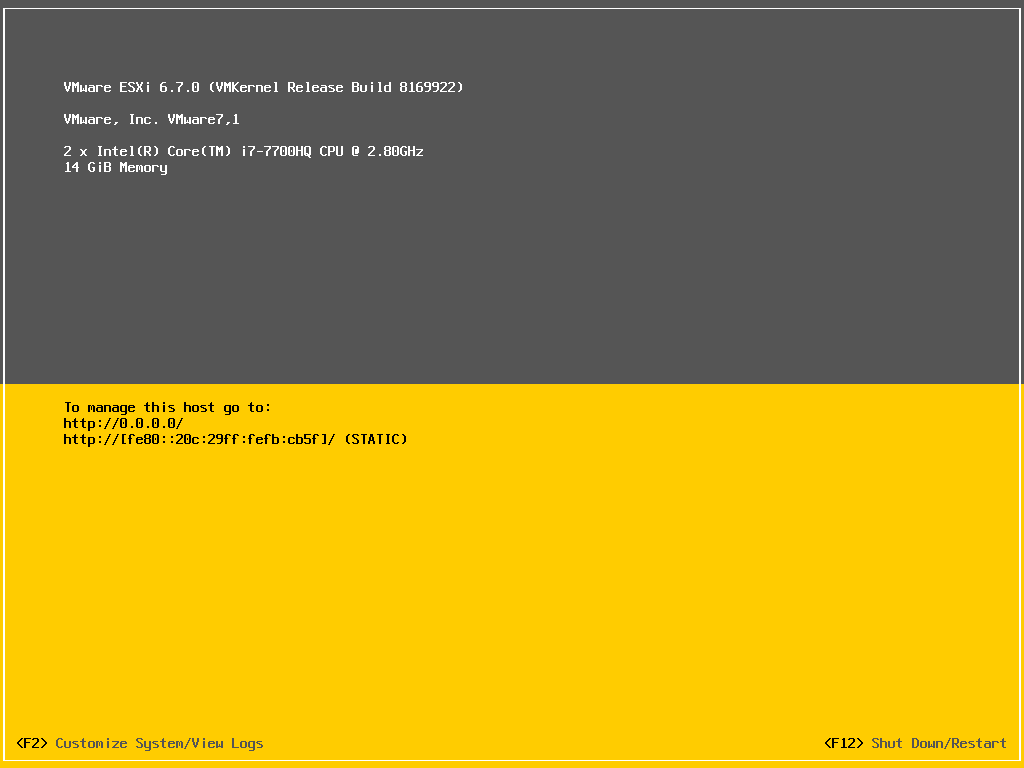 VMware ESXi 6.7.0 (VMKernel Release Build 8169922)
VMware, Inc. VMware7,1
2 x Intel(R) Core(TM) i7-7700HQ CPU @ 2.80GHz
14 GiB Memory
To manage this host go to:
http://0.0.0.0/
http://[fe80::20c:29ff:fefb:cb5f]/ (STATIC)
<F2> Customize System/View Logs
<F12> Shut Down/Restart